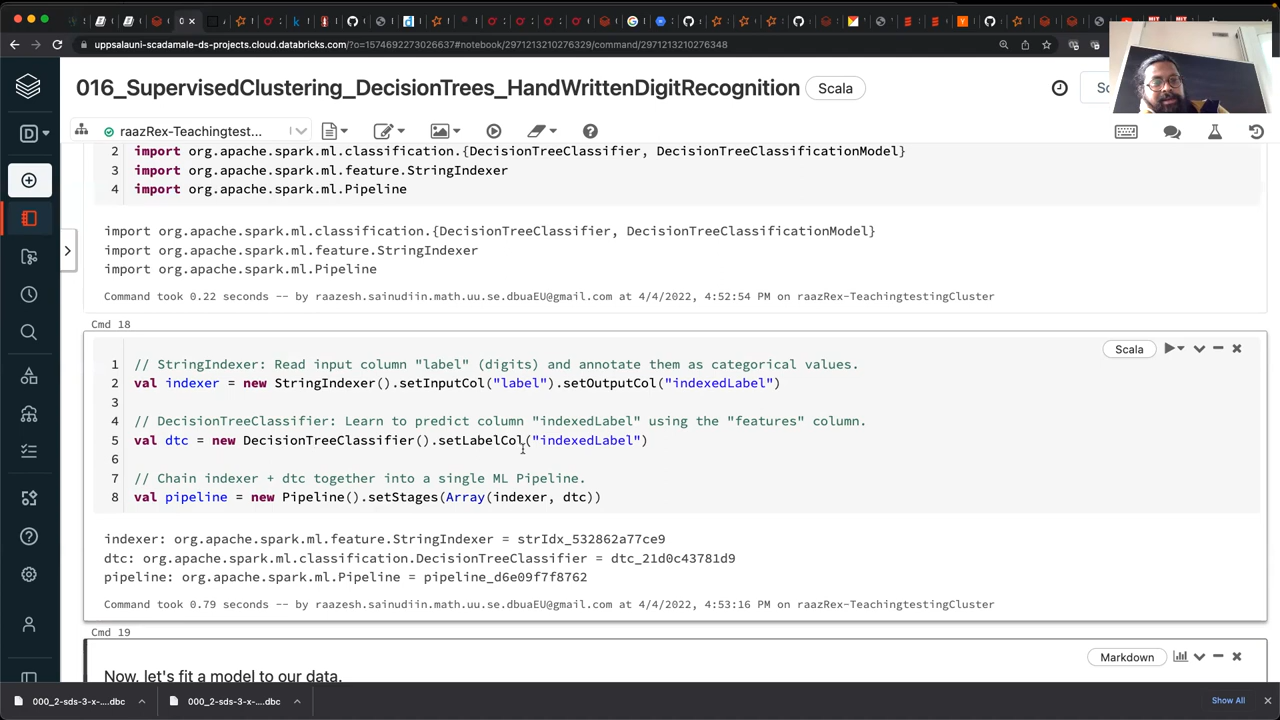 uppsalauni-scadamale-ds-projects.cloud.databricks.com/?o=1574692273026637#notebook/2971213210276329/command/2971213210276348
016_SupervisedClustering_DecisionTrees_HandWrittenDigitRecognition
Scala
raazRex-Teachingtest...
2 import org.apache.spark.ml.classification.{DecisionTreeClassifier, DecisionTreeClassificationModel}
3 import org.apache.spark.ml.feature.StringIndexer
4 import org.apache.spark.ml.Pipeline
import org.apache.spark.ml.classification.{DecisionTreeClassifier, DecisionTreeClassificationModel}
import org.apache.spark.ml.feature.StringIndexer
import org.apache.spark.ml.Pipeline
Command took 0.22 seconds -- by raazesh.sainudiin.math.uu.se.dbuaEU@gmail.com at 4/4/2022, 4:52:54 PM on raazRex-TeachingtestingCluster
Cmd 18
Scala
1 // StringIndexer: Read input column "label" (digits) and annotate them as categorical values.
2 val indexer = new StringIndexer().setInputCol("label").setOutputCol("indexedLabel")
3
4 // DecisionTreeClassifier: Learn to predict column "indexedLabel" using the "features" column.
5 val dtc = new DecisionTreeClassifier().setLabelCol("indexedLabel")
6
7 // Chain indexer + dtc together into a single ML Pipeline.
8 val pipeline = new Pipeline().setStages(Array(indexer, dtc))
indexer: org.apache.spark.ml.feature.StringIndexer = strIdx_532862a77ce9
dtc: org.apache.spark.ml.classification.DecisionTreeClassifier = dtc_21d0c43781d9
pipeline: org.apache.spark.ml.Pipeline = pipeline_d6e09f7f8762
Command took 0.79 seconds -- by raazesh.sainudiin.math.uu.se.dbuaEU@gmail.com at 4/4/2022, 4:53:16 PM on raazRex-TeachingtestingCluster
Cmd 19
Markdown
Now, let's fit a model to our data.
000_2-sds-3-x-....dbc
000_2-sds-3-x-....dbc
Show All